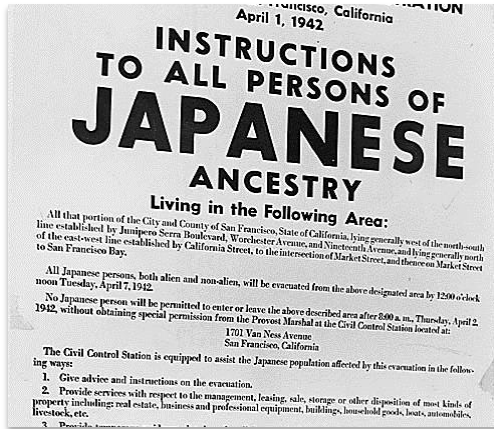 Francisco, California
April 1, 1942
INSTRUCTIONS
TO ALL PERSONS OF
JAPANESE
ANCESTRY
Living in the Following Area:
All that portion of the City and County of San Francisco, State of California, lying generally west of the north-south
line established by Junipero Serra Boulevard, Worchester Avenue, and Nineteenth Avenue, and lying generally north
of the east-west line established by California Street, to the intersection of Market Street, and thence on Market Street
to San Francisco Bay.
All Japanese persons, both alien and non-alien, will be evacuated from the above designated area by 12:00 o'clock
noon Tuesday, April 7, 1942.
No Japanese person will be permitted to enter or leave the above described area after 8:00 a. m., Thursday, April 2,
1942, without obtaining special permission from the Provost Marshal at the Civil Control Station located at:
1701 Van Ness Avenue
San Francisco, California
The Civil Control Station is equipped to assist the Japanese population affected by this evacuation in the follow-
ing ways:
1. Give advice and instructions on the evacuation.
2. Provide services with respect to the management, leasing, sale, storage or other disposition of most kinds of
property including: real estate, business and professional equipment, buildings, household goods, boats, automobiles,
livestock, etc.
3. Provide